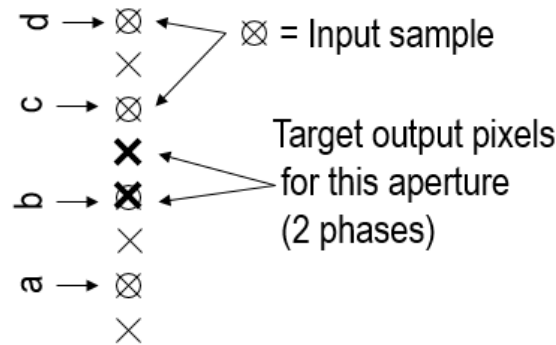 d
⊗ = Input sample
c
Target output pixels
for this aperture
(2 phases)
b
a